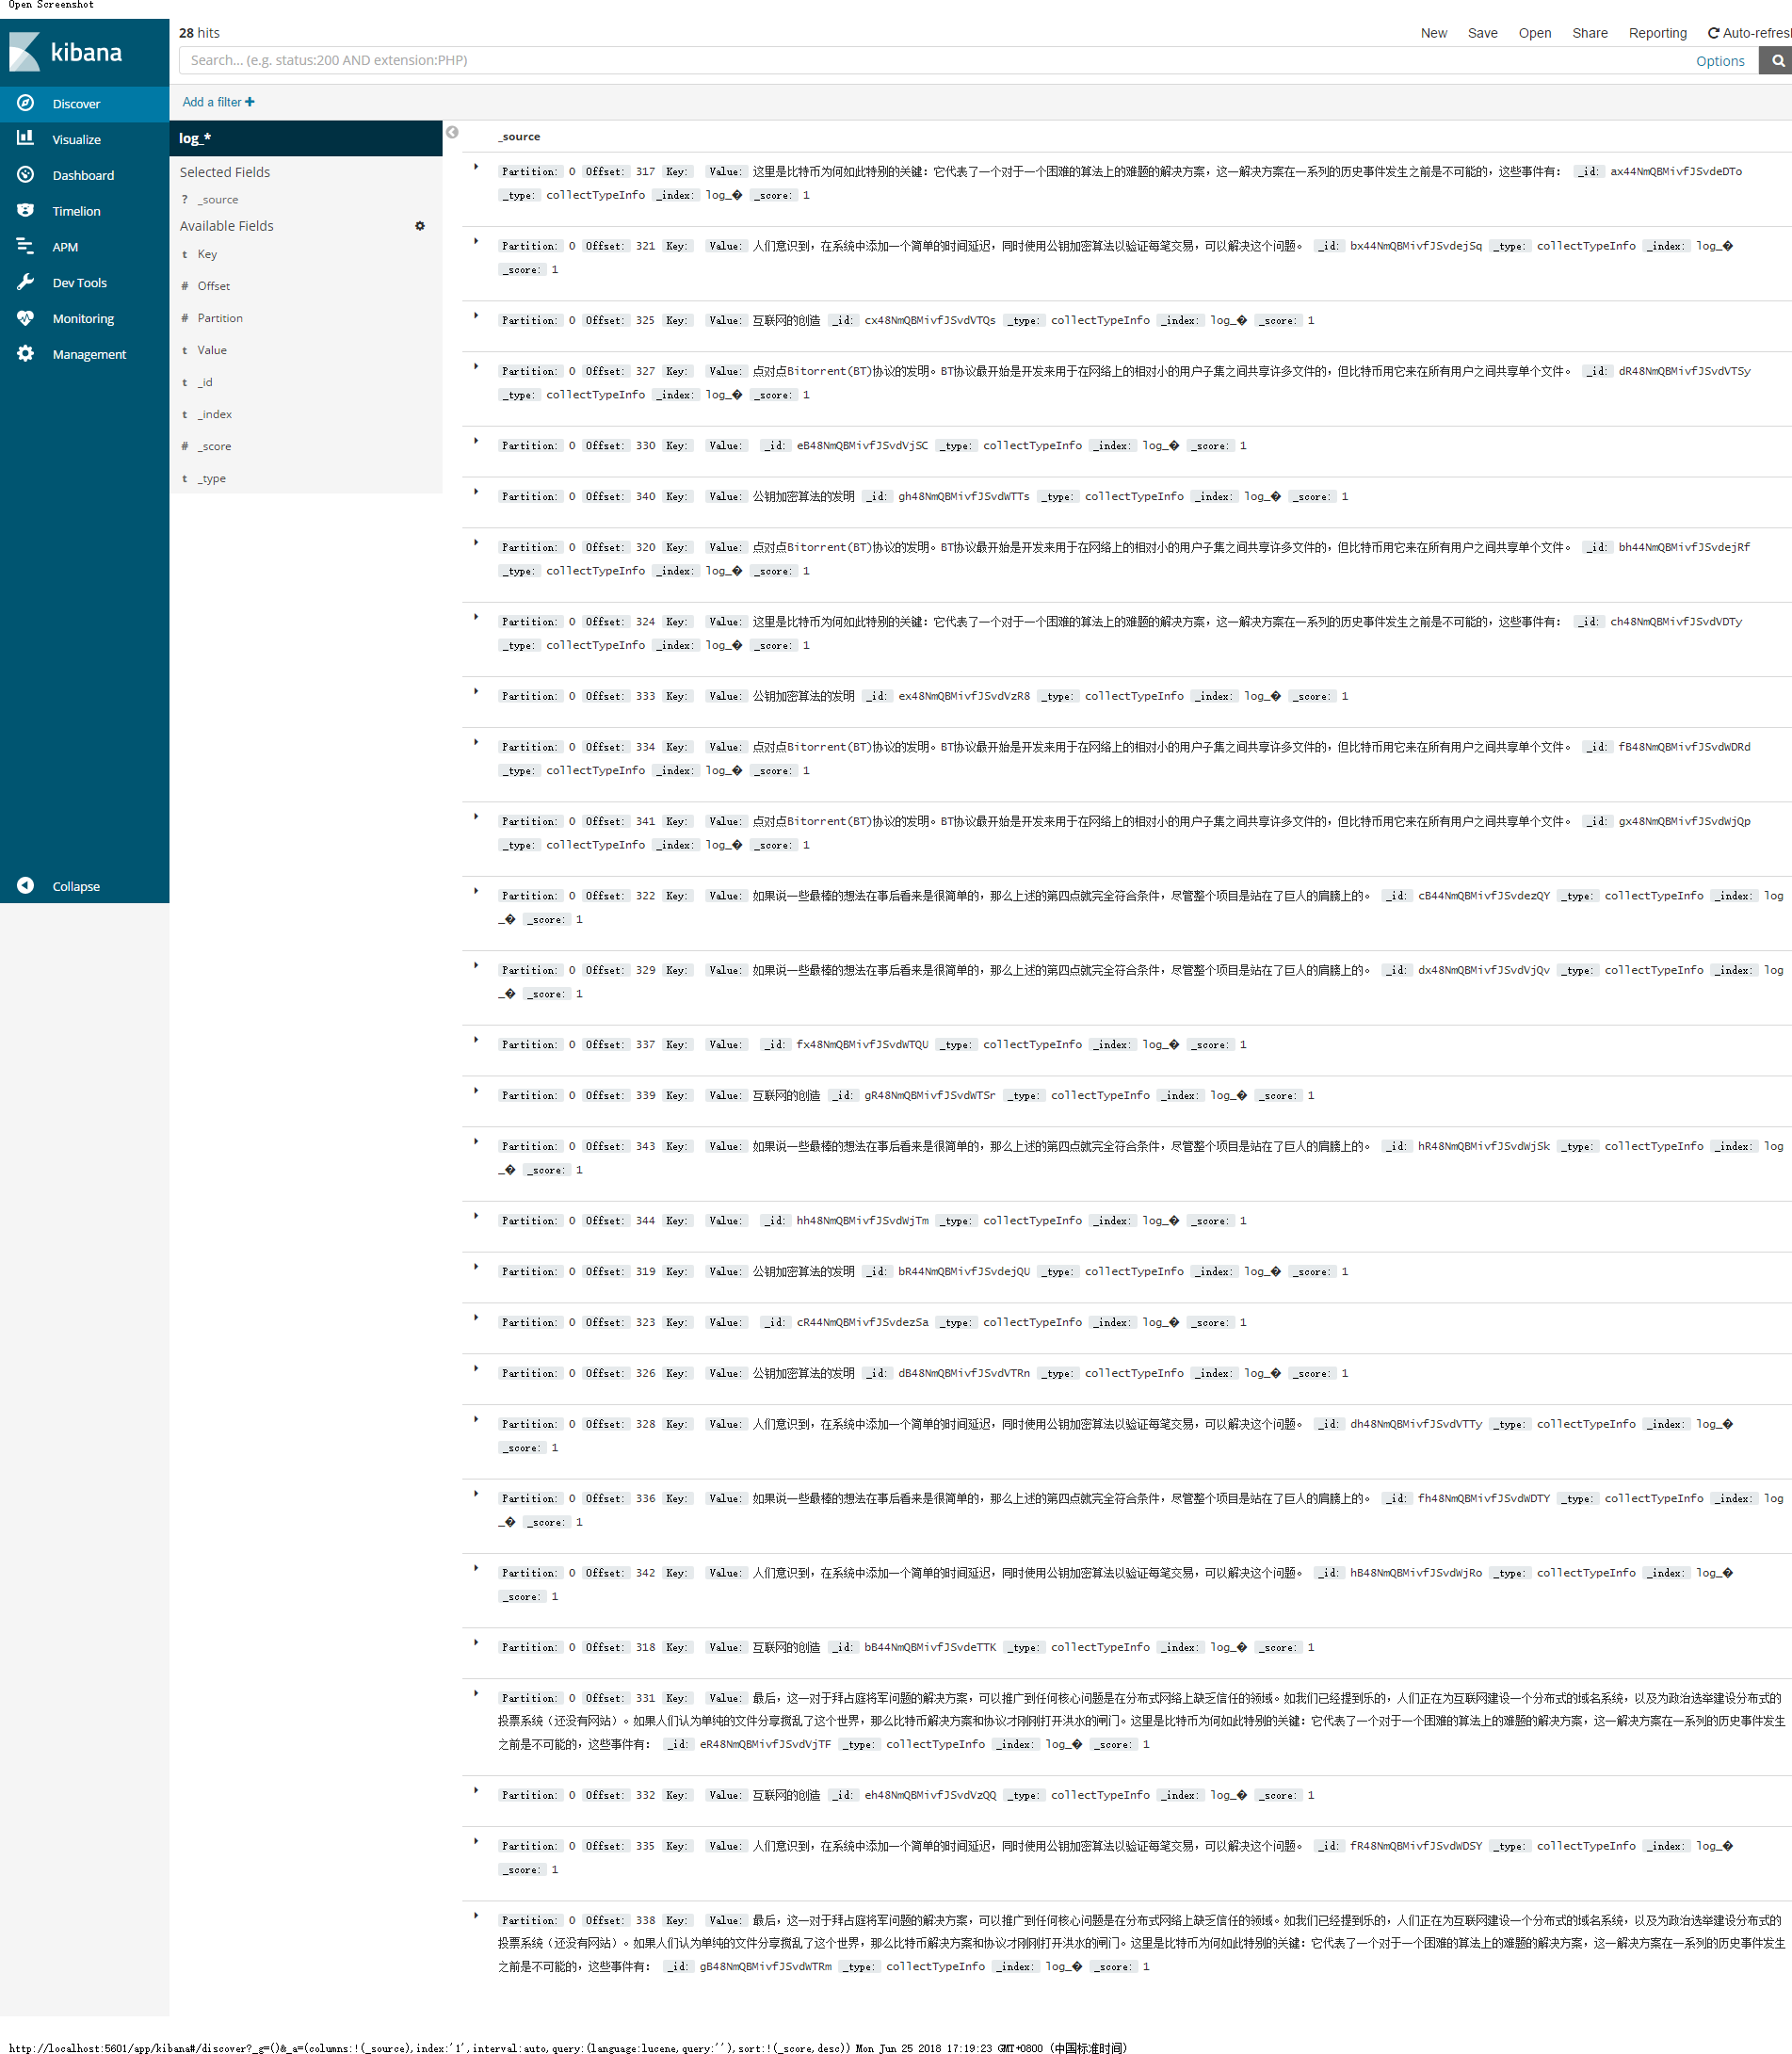 Open Screenshot
kibana
Discover
Visualize
Dashboard
Timelion
APM
Dev Tools
Monitoring
Management
Collapse
28 hits
New Save Open Share Reporting Auto-refresh
Search... (e.g. status:200 AND extension:PHP)
Options
Add a filter +
log_*
Selected Fields
? _source
Available Fields
t Key
# Offset
# Partition
t Value
t _id
t _index
# _score
t _type
_source
Partition: 0 Offset: 317 Key: Value: 这里是比特币为何如此特别的关键：它代表了一个对于一个困难的算法上的难题的解决方案，这一解决方案在一系列的历史事件发生之前是不可能的，这些事件有： _id: ax44NmQBMivfJSvdeDTo
_type: collectTypeInfo _index: log_� _score: 1
Partition: 0 Offset: 321 Key: Value: 人们意识到，在系统中添加一个简单的时间延迟，同时使用公钥加密算法以验证每笔交易，可以解决这个问题。 _id: bx44NmQBMivfJSvdejSq _type: collectTypeInfo _index: log_�
_score: 1
Partition: 0 Offset: 325 Key: Value: 互联网的创造 _id: cx48NmQBMivfJSvdVTQs _type: collectTypeInfo _index: log_� _score: 1
Partition: 0 Offset: 327 Key: Value: 点对点Bitorrent(BT)协议的发明。BT协议最开始是开发来用于在网络上的相对小的用户子集之间共享许多文件的，但比特币用它来在所有用户之间共享单个文件。 _id: dR48NmQBMivfJSvdVTSy
_type: collectTypeInfo _index: log_� _score: 1
Partition: 0 Offset: 330 Key: Value: _id: eB48NmQBMivfJSvdVjSC _type: collectTypeInfo _index: log_� _score: 1
Partition: 0 Offset: 340 Key: Value: 公钥加密算法的发明 _id: gh48NmQBMivfJSvdWTTs _type: collectTypeInfo _index: log_� _score: 1
Partition: 0 Offset: 320 Key: Value: 点对点Bitorrent(BT)协议的发明。BT协议最开始是开发来用于在网络上的相对小的用户子集之间共享许多文件的，但比特币用它来在所有用户之间共享单个文件。 _id: bh44NmQBMivfJSvdejRf
_type: collectTypeInfo _index: log_� _score: 1
Partition: 0 Offset: 324 Key: Value: 这里是比特币为何如此特别的关键：它代表了一个对于一个困难的算法上的难题的解决方案，这一解决方案在一系列的历史事件发生之前是不可能的，这些事件有： _id: ch48NmQBMivfJSvdVDTy
_type: collectTypeInfo _index: log_� _score: 1
Partition: 0 Offset: 333 Key: Value: 公钥加密算法的发明 _id: ex48NmQBMivfJSvdVzR8 _type: collectTypeInfo _index: log_� _score: 1
Partition: 0 Offset: 334 Key: Value: 点对点Bitorrent(BT)协议的发明。BT协议最开始是开发来用于在网络上的相对小的用户子集之间共享许多文件的，但比特币用它来在所有用户之间共享单个文件。 _id: fB48NmQBMivfJSvdWDRd
_type: collectTypeInfo _index: log_� _score: 1
Partition: 0 Offset: 341 Key: Value: 点对点Bitorrent(BT)协议的发明。BT协议最开始是开发来用于在网络上的相对小的用户子集之间共享许多文件的，但比特币用它来在所有用户之间共享单个文件。 _id: gx48NmQBMivfJSvdWjQp
_type: collectTypeInfo _index: log_� _score: 1
Partition: 0 Offset: 322 Key: Value: 如果说一些最棒的想法在事后看来是很简单的，那么上述的第四点就完全符合条件，尽管整个项目是站在了巨人的肩膀上的。 _id: cB44NmQBMivfJSvdezQY _type: collectTypeInfo _index: log
_� _score: 1
Partition: 0 Offset: 329 Key: Value: 如果说一些最棒的想法在事后看来是很简单的，那么上述的第四点就完全符合条件，尽管整个项目是站在了巨人的肩膀上的。 _id: dx48NmQBMivfJSvdVjQv _type: collectTypeInfo _index: log
_� _score: 1
Partition: 0 Offset: 337 Key: Value: _id: fx48NmQBMivfJSvdWTQU _type: collectTypeInfo _index: log_� _score: 1
Partition: 0 Offset: 339 Key: Value: 互联网的创造 _id: gR48NmQBMivfJSvdWTSr _type: collectTypeInfo _index: log_� _score: 1
Partition: 0 Offset: 343 Key: Value: 如果说一些最棒的想法在事后看来是很简单的，那么上述的第四点就完全符合条件，尽管整个项目是站在了巨人的肩膀上的。 _id: hR48NmQBMivfJSvdWjSk _type: collectTypeInfo _index: log
_� _score: 1
Partition: 0 Offset: 344 Key: Value: _id: hh48NmQBMivfJSvdWjTm _type: collectTypeInfo _index: log_� _score: 1
Partition: 0 Offset: 319 Key: Value: 公钥加密算法的发明 _id: bR44NmQBMivfJSvdejQU _type: collectTypeInfo _index: log_� _score: 1
Partition: 0 Offset: 323 Key: Value: _id: cR44NmQBMivfJSvdezSa _type: collectTypeInfo _index: log_� _score: 1
Partition: 0 Offset: 326 Key: Value: 公钥加密算法的发明 _id: dB48NmQBMivfJSvdVTRn _type: collectTypeInfo _index: log_� _score: 1
Partition: 0 Offset: 328 Key: Value: 人们意识到，在系统中添加一个简单的时间延迟，同时使用公钥加密算法以验证每笔交易，可以解决这个问题。 _id: dh48NmQBMivfJSvdVTTy _type: collectTypeInfo _index: log_�
_score: 1
Partition: 0 Offset: 336 Key: Value: 如果说一些最棒的想法在事后看来是很简单的，那么上述的第四点就完全符合条件，尽管整个项目是站在了巨人的肩膀上的。 _id: fh48NmQBMivfJSvdWDTY _type: collectTypeInfo _index: log
_� _score: 1
Partition: 0 Offset: 342 Key: Value: 人们意识到，在系统中添加一个简单的时间延迟，同时使用公钥加密算法以验证每笔交易，可以解决这个问题。 _id: hB48NmQBMivfJSvdWjRo _type: collectTypeInfo _index: log_�
_score: 1
Partition: 0 Offset: 318 Key: Value: 互联网的创造 _id: bB44NmQBMivfJSvdeTTK _type: collectTypeInfo _index: log_� _score: 1
Partition: 0 Offset: 331 Key: Value: 最后，这一对于拜占庭将军问题的解决方案，可以推广到任何核心问题是在分布式网络上缺乏信任的领域。如我们已经提到乐的，人们正在为互联网建设一个分布式的域名系统，以及为政治选举建设分布式的
投票系统（还没有网站）。如果人们认为单纯的文件分享搅乱了这个世界，那么比特币解决方案和协议才刚刚打开洪水的闸门。这里是比特币为何如此特别的关键：它代表了一个对于一个困难的算法上的难题的解决方案，这一解决方案在一系列的历史事件发生
之前是不可能的，这些事件有： _id: eR48NmQBMivfJSvdVjTF _type: collectTypeInfo _index: log_� _score: 1
Partition: 0 Offset: 332 Key: Value: 互联网的创造 _id: eh48NmQBMivfJSvdVzQQ _type: collectTypeInfo _index: log_� _score: 1
Partition: 0 Offset: 335 Key: Value: 人们意识到，在系统中添加一个简单的时间延迟，同时使用公钥加密算法以验证每笔交易，可以解决这个问题。 _id: fR48NmQBMivfJSvdWDSY _type: collectTypeInfo _index: log_�
_score: 1
Partition: 0 Offset: 338 Key: Value: 最后，这一对于拜占庭将军问题的解决方案，可以推广到任何核心问题是在分布式网络上缺乏信任的领域。如我们已经提到乐的，人们正在为互联网建设一个分布式的域名系统，以及为政治选举建设分布式的
投票系统（还没有网站）。如果人们认为单纯的文件分享搅乱了这个世界，那么比特币解决方案和协议才刚刚打开洪水的闸门。这里是比特币为何如此特别的关键：它代表了一个对于一个困难的算法上的难题的解决方案，这一解决方案在一系列的历史事件发生
之前是不可能的，这些事件有： _id: gB48NmQBMivfJSvdWTRm _type: collectTypeInfo _index: log_� _score: 1
http://localhost:5601/app/kibana#/discover?_g=()&_a=(columns:!(_source),index:'1',interval:auto,query:(language:lucene,query:''),sort:!(_score,desc)) Mon Jun 25 2018 17:19:23 GMT+0800 (中国标准时间)